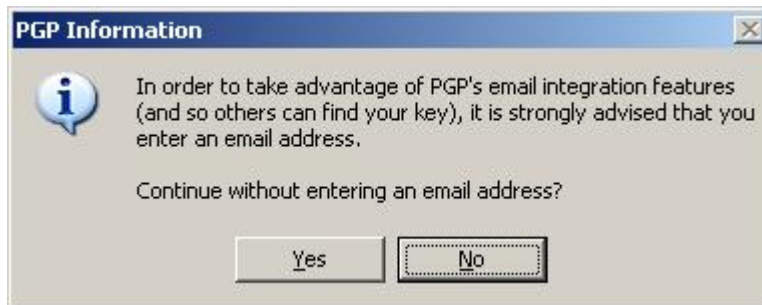 PGP Information
In order to take advantage of PGP's email integration features
(and so others can find your key), it is strongly advised that you
enter an email address.
Continue without entering an email address?
Yes No